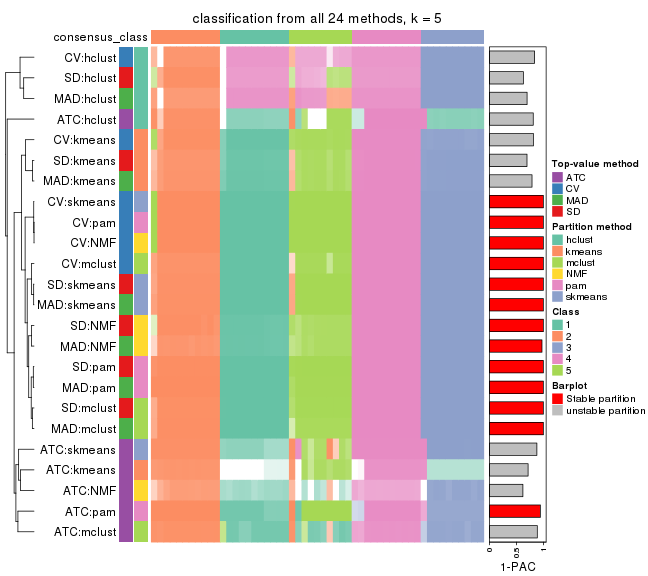 classification from all 24 methods, k = 5
consensus_class
CV:hclust
SD:hclust
MAD:hclust
ATC:hclust
CV:kmeans
SD:kmeans
MAD:kmeans
CV:skmeans
CV:pam
CV:NMF
CV:mclust
SD:skmeans
MAD:skmeans
SD:NMF
MAD:NMF
SD:pam
MAD:pam
SD:mclust
MAD:mclust
ATC:skmeans
ATC:kmeans
ATC:NMF
ATC:pam
ATC:mclust
0
0.5
1
1-PAC
Top-value method
ATC
CV
MAD
SD
Partition method
hclust
kmeans
mclust
NMF
pam
skmeans
Class
1
2
3
4
5
Barplot
Stable partition
unstable partition